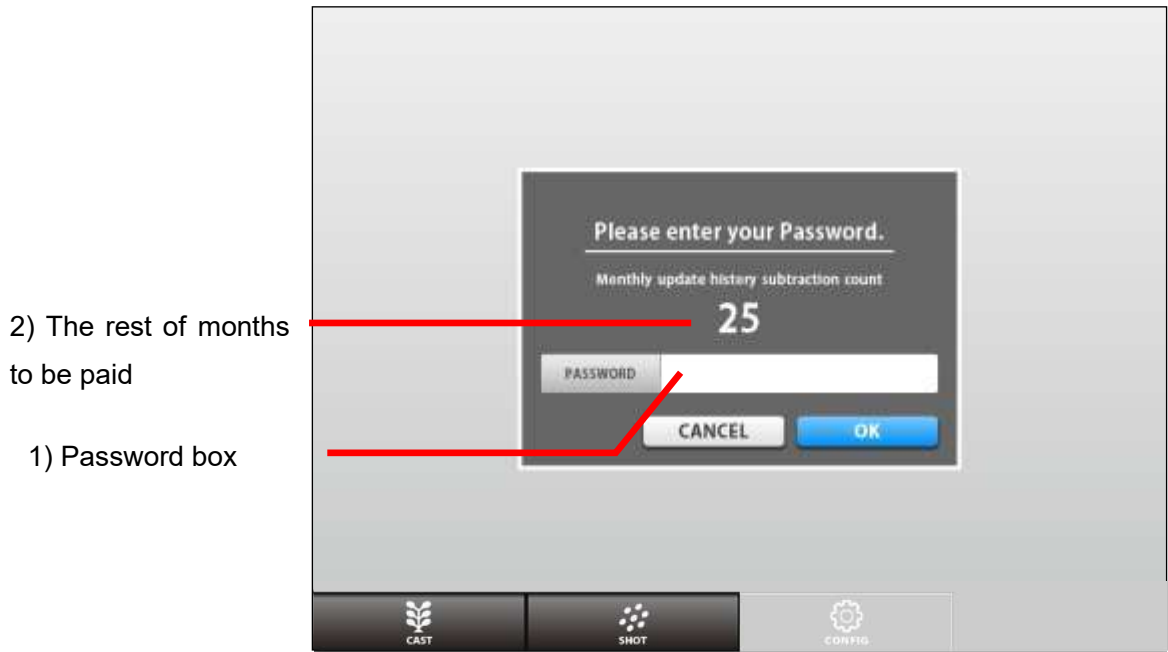 Please enter your Password.
Monthly update histery subtraction count
25
2) The rest of months
to be paid
PASSWORD
CANCEL
OK
1) Password box
CAST
SHOT
CONFIG